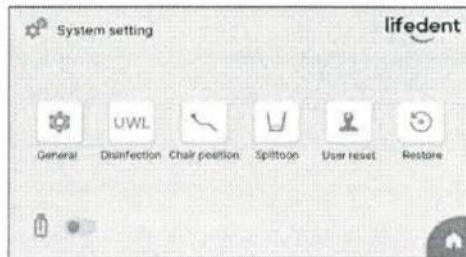 System setting
lifedent
UWL
General
Disinfection
Chair position
Spittoon
User reset
Restore